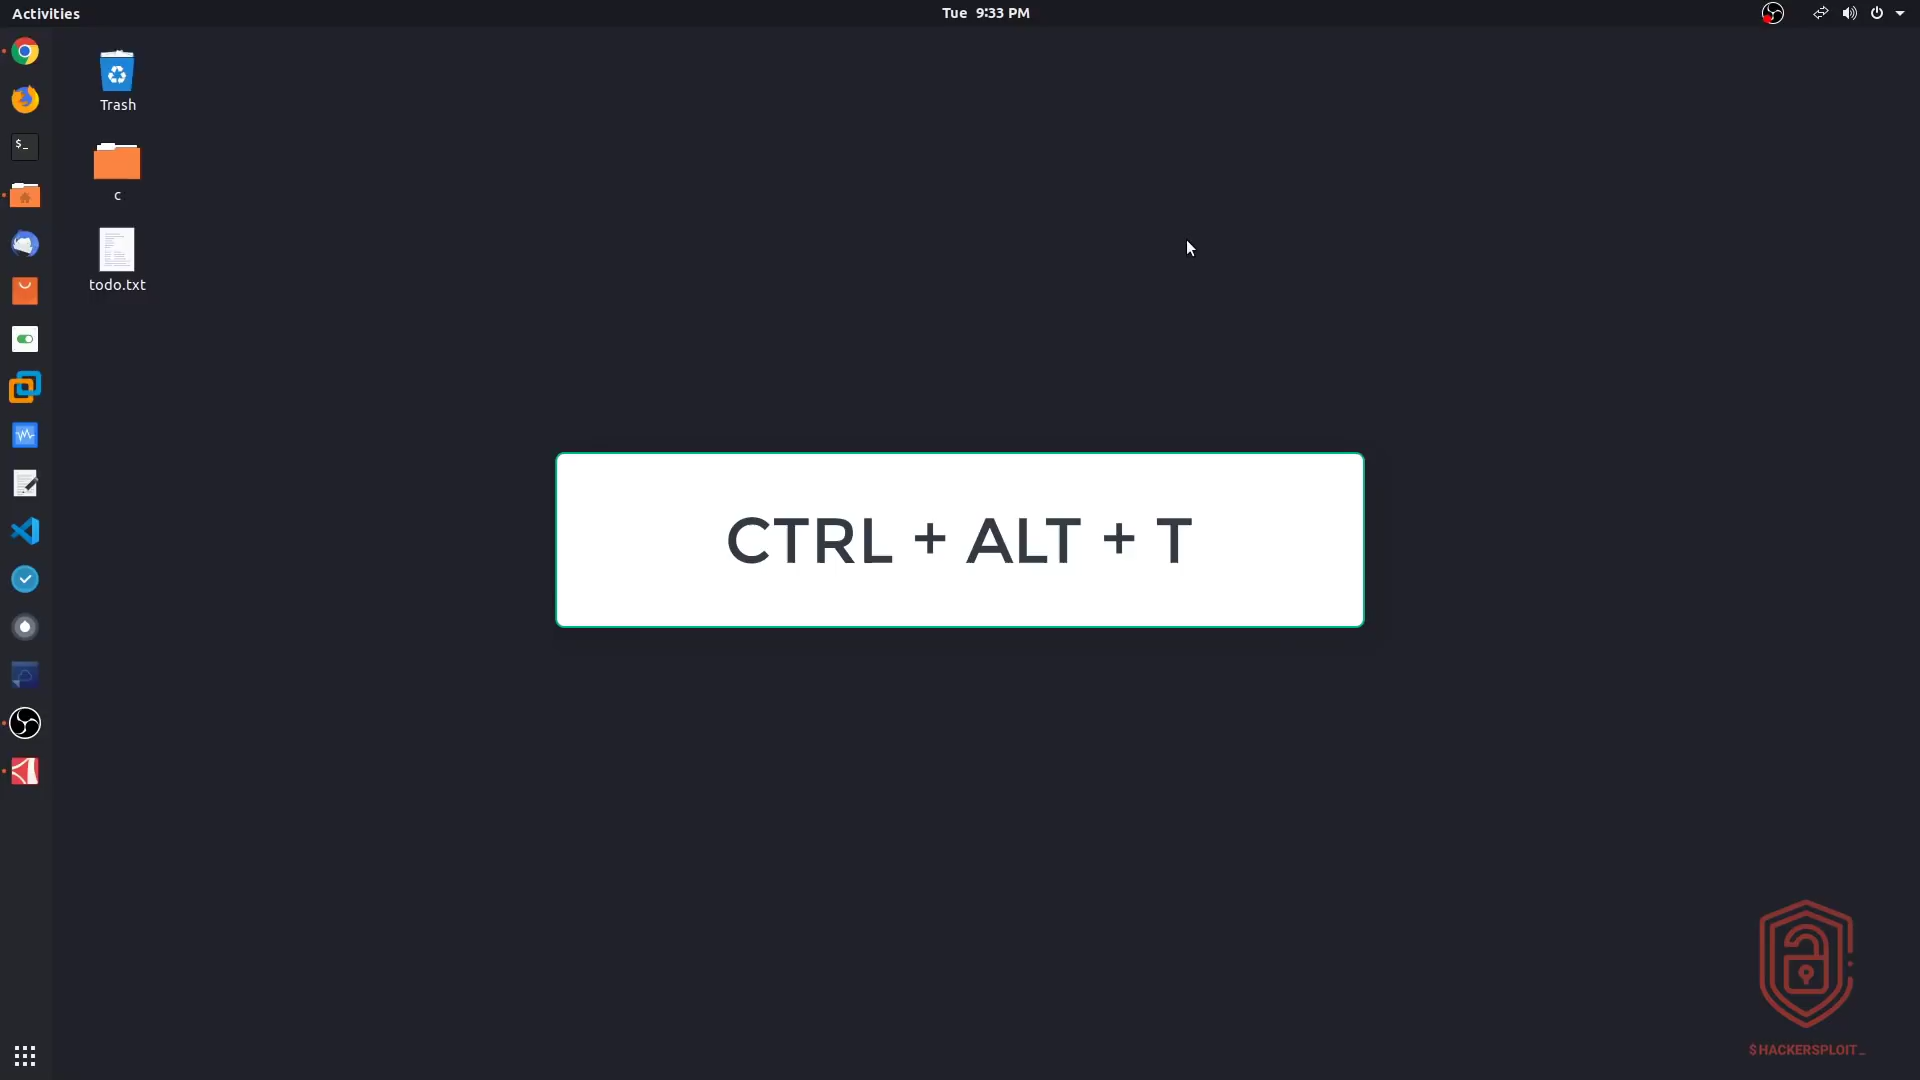 Activities
Tue 9:33 PM
Trash
$_
c
todo.txt
CTRL + ALT + T
$HACKERSPLOIT_